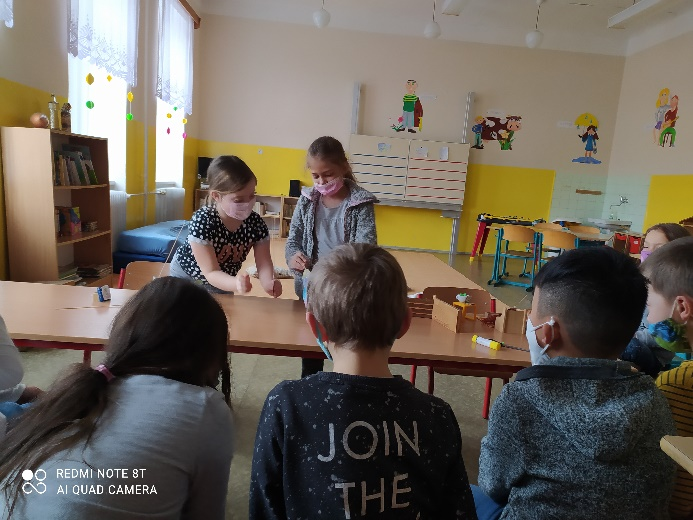 JOIN
THE
REDMI NOTE 8T
AI QUAD CAMERA